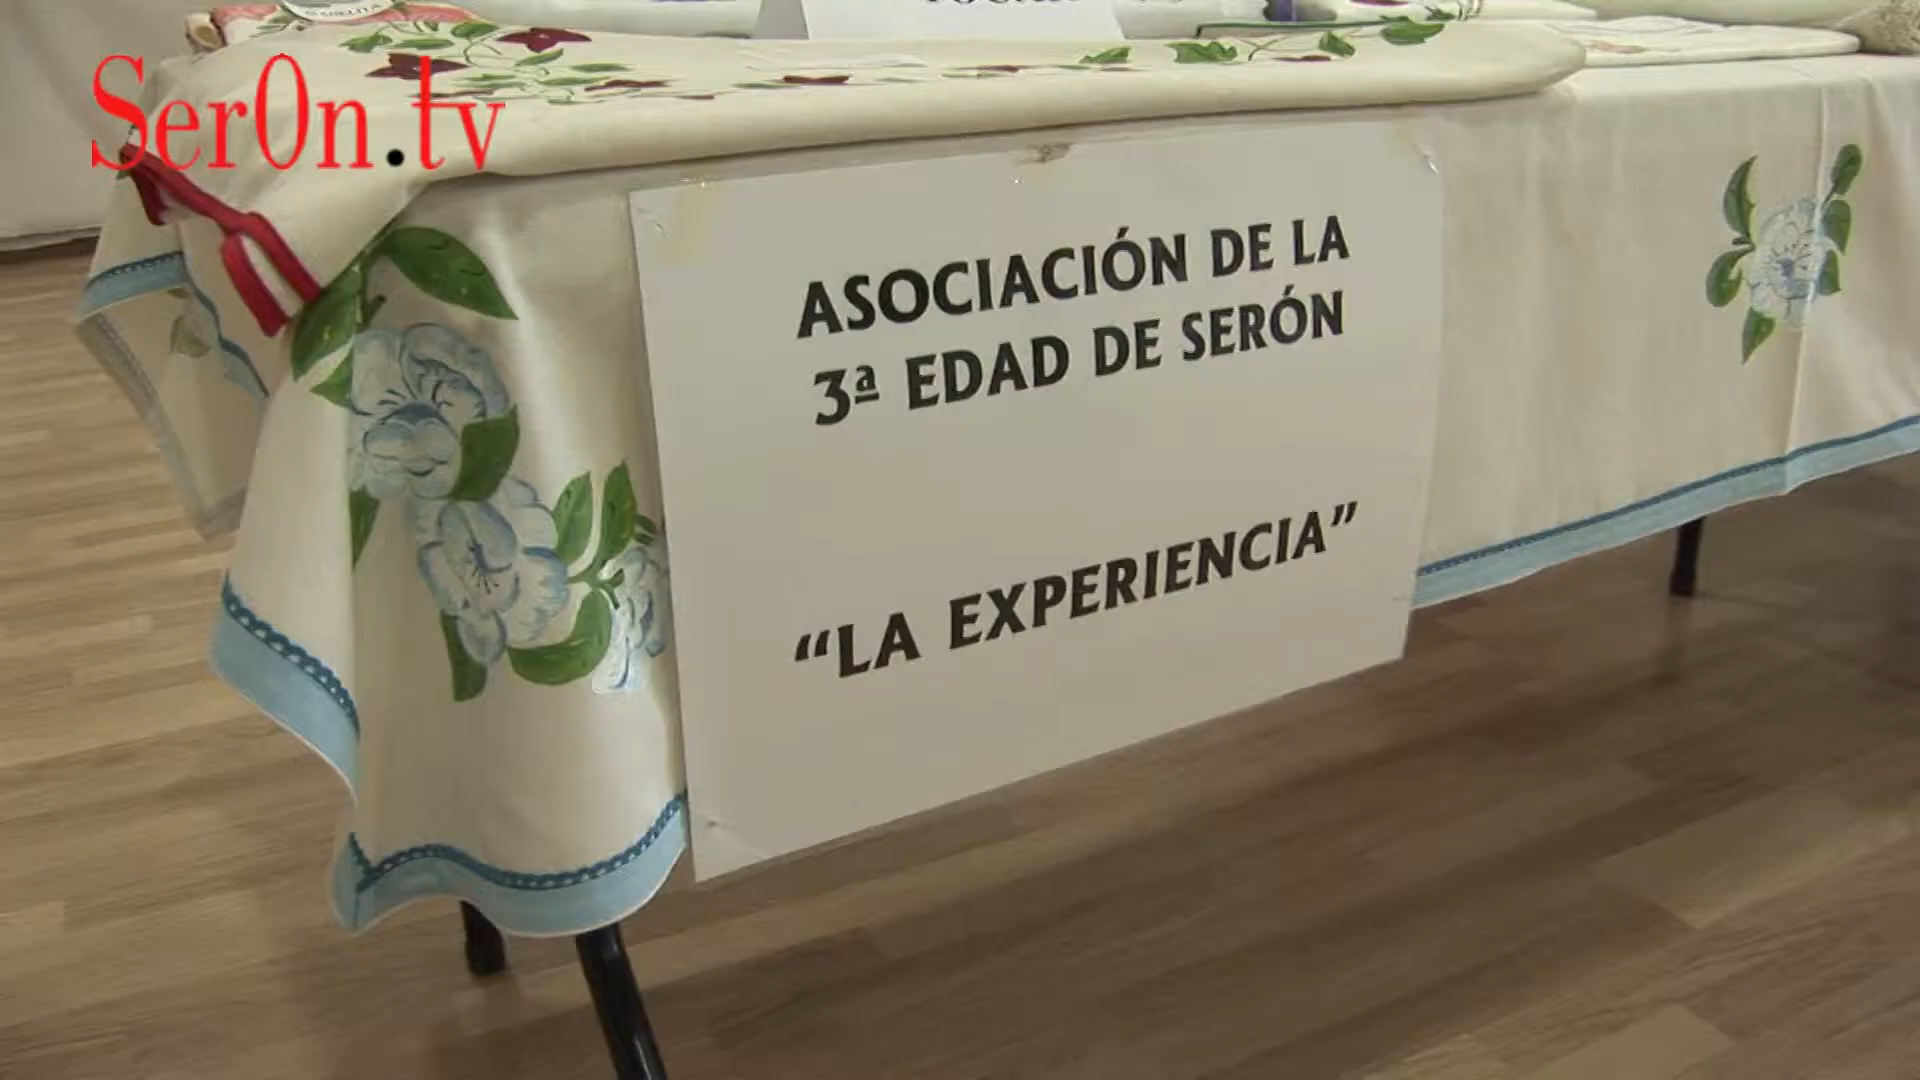 Ser0n.tv
ASOCIACIÓN DE LA
3ª EDAD DE SERÓN
“LA EXPERIENCIA”